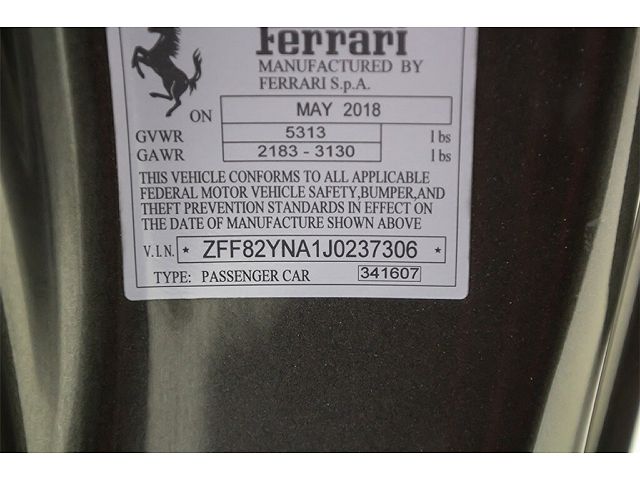 Ferrari
MANUFACTURED BY
FERRARI S.p.A.
ON MAY 2018
GVWR 5313 lbs
GAWR 2183 - 3130 lbs
THIS VEHICLE CONFORMS TO ALL APPLICABLE
FEDERAL MOTOR VEHICLE SAFETY,BUMPER,AND
THEFT PREVENTION STANDARDS IN EFFECT ON
THE DATE OF MANUFACTURE SHOWN ABOVE
V.I.N. * ZFF82YNA1J0237306 *
TYPE: PASSENGER CAR 341607